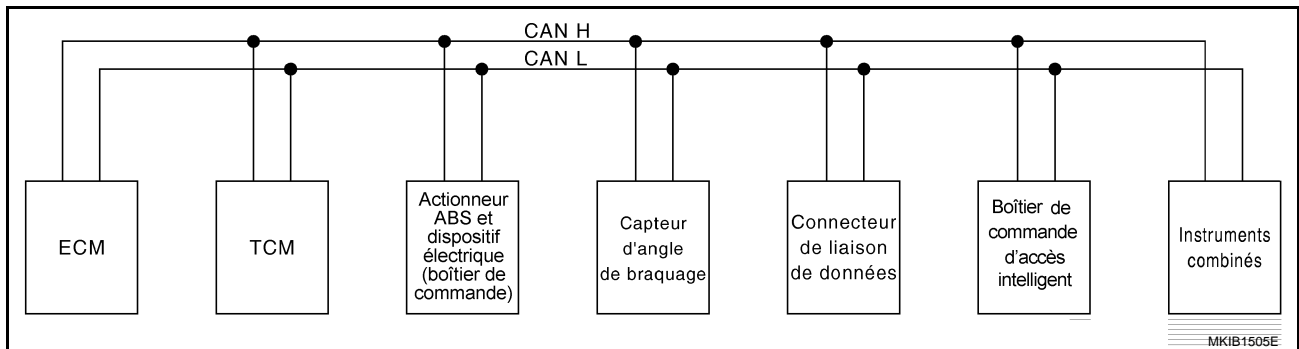 CAN H
CAN L
ECM
TCM
Actionneur
ABS et
dispositif
électrique
(boîtier de
commande)
Capteur
d'angle
de braquage
Connecteur
de liaison
de données
Boîtier de
commande
d'accès
intelligent
Instruments
combinés
MKIB1505E